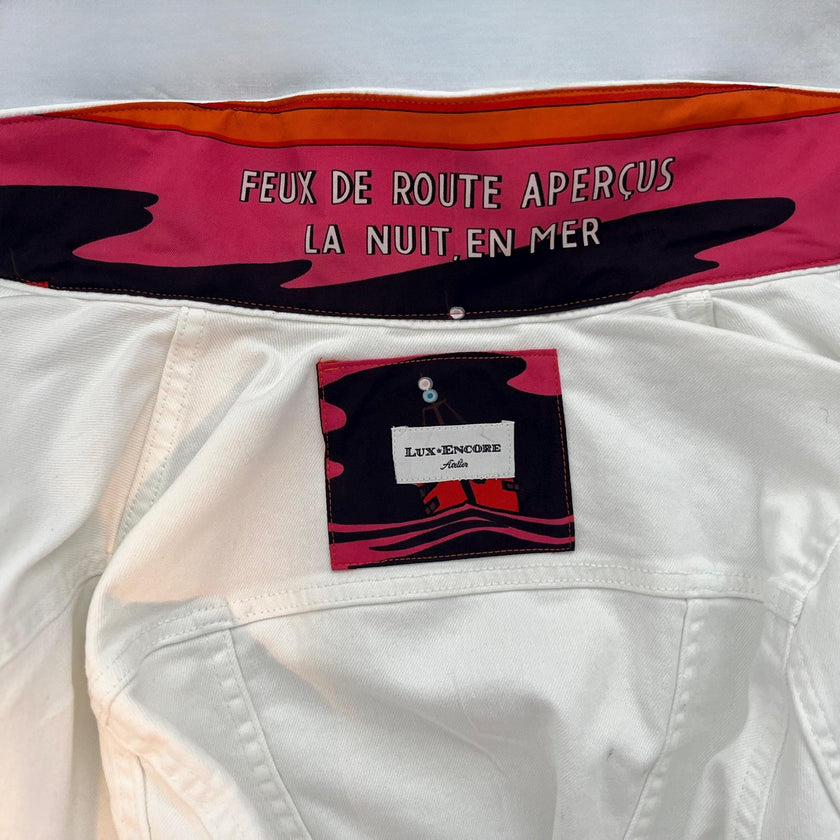 FEUX DE ROUTE APERÇUS
LA NUIT, EN MER
LUX★ENCORE
Atelier